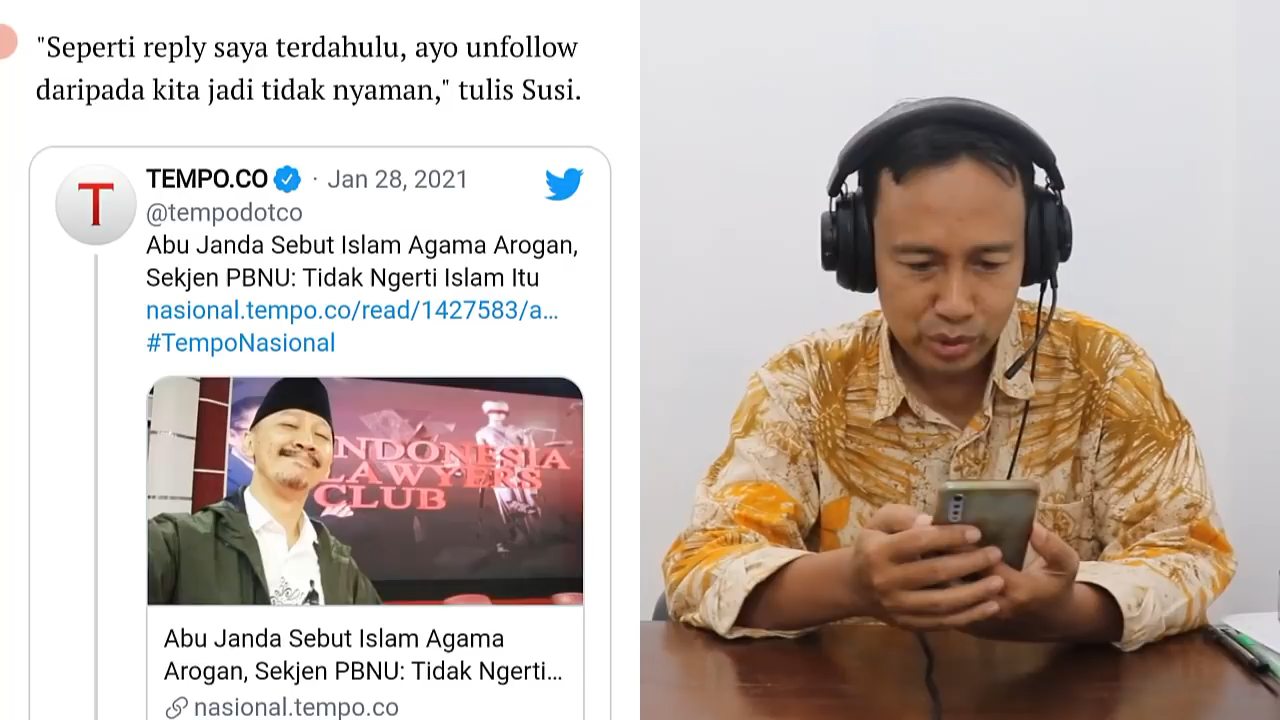 "Seperti reply saya terdahulu, ayo unfollow
daripada kita jadi tidak nyaman," tulis Susi.
T
TEMPO.CO · Jan 28, 2021
@tempodotco
Abu Janda Sebut Islam Agama Arogan,
Sekjen PBNU: Tidak Ngerti Islam Itu
nasional.tempo.co/read/1427583/a...
#TempoNasional
INDONESIA
LAWYERS
CLUB
Abu Janda Sebut Islam Agama
Arogan, Sekjen PBNU: Tidak Ngerti...
nasional.tempo.co